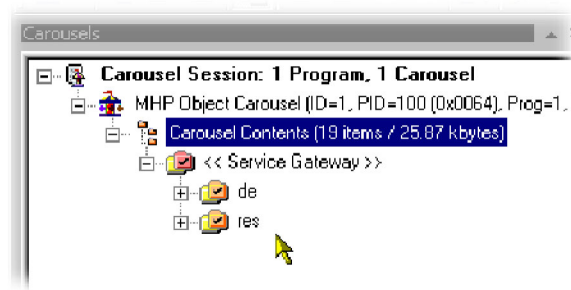 Carousels
Carousel Session: 1 Program, 1 Carousel
MHP Object Carousel (ID=1, PID=100 (0x0064), Prog=1,
Carousel Contents (19 items / 25.87 kbytes)
<< Service Gateway >>
de
res